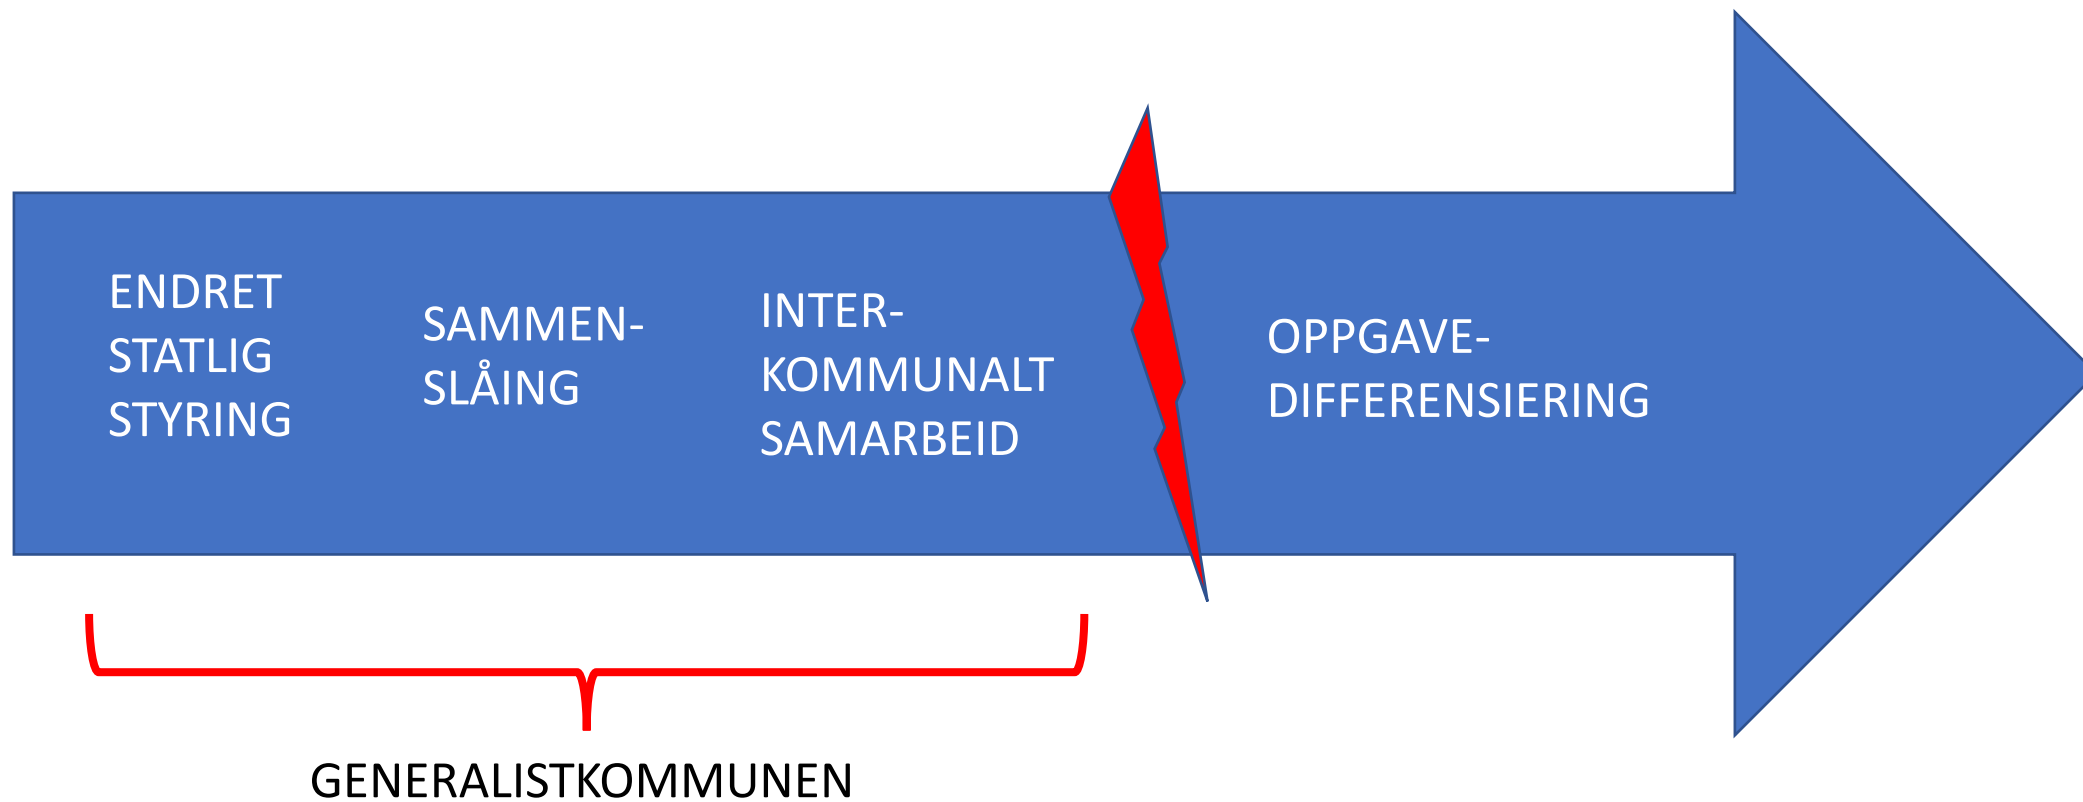 ENDRET
STATLIG
STYRING
SAMMEN-
SLÅING
INTER-
KOMMUNALT
SAMARBEID
OPPGAVE-
DIFFERENSIERING
GENERALISTKOMMUNEN